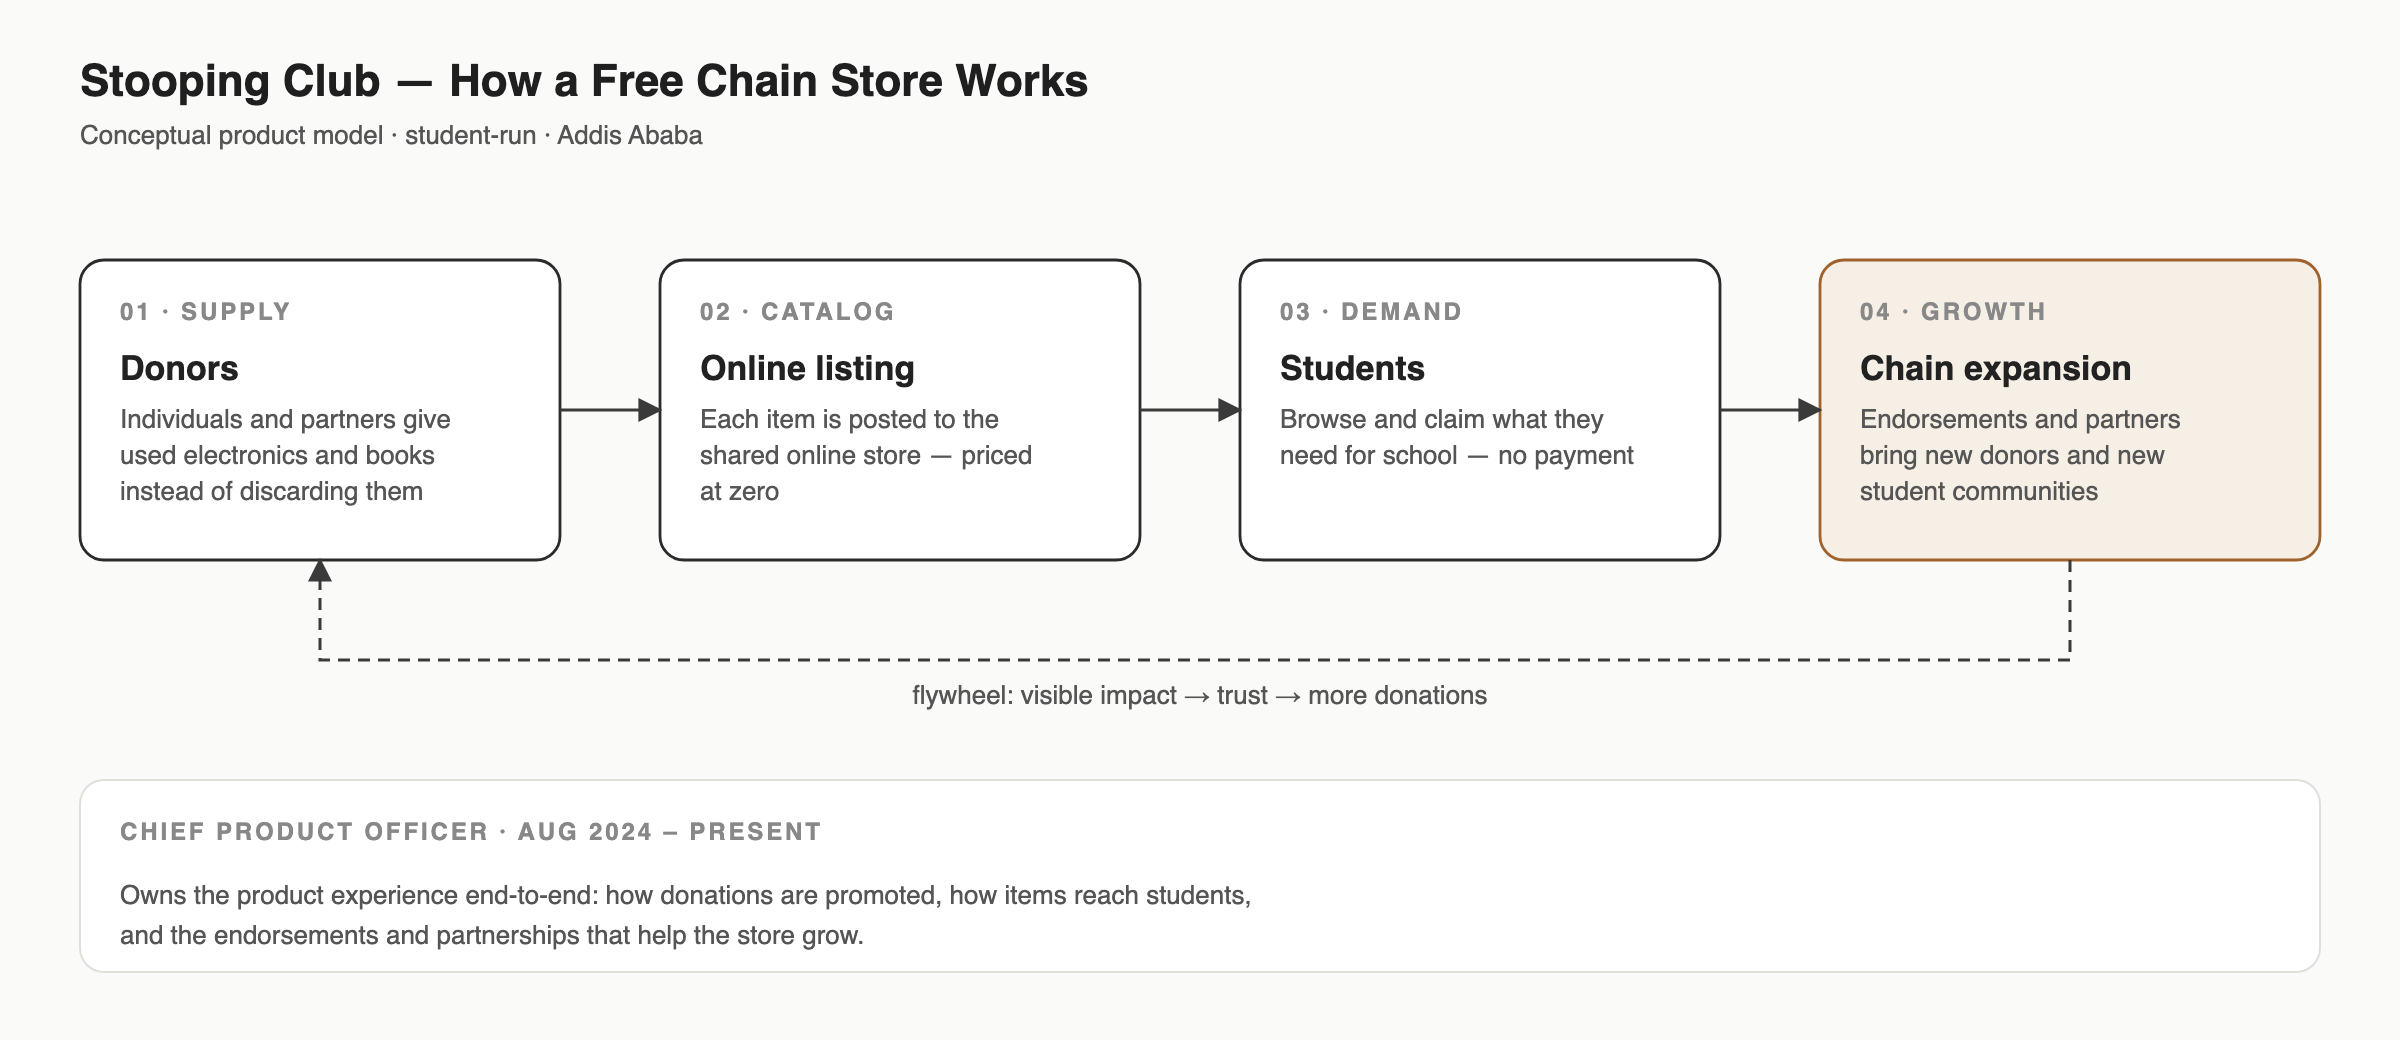 Stooping Club — How a Free Chain Store Works
Conceptual product model · student-run · Addis Ababa
01 · SUPPLY
Donors
Individuals and partners give
used electronics and books
instead of discarding them
02 · CATALOG
Online listing
Each item is posted to the
shared online store — priced
at zero
03 · DEMAND
Students
Browse and claim what they
need for school — no payment
04 · GROWTH
Chain expansion
Endorsements and partners
bring new donors and new
student communities
flywheel: visible impact → trust → more donations
CHIEF PRODUCT OFFICER · AUG 2024 – PRESENT
Owns the product experience end-to-end: how donations are promoted, how items reach students,
and the endorsements and partnerships that help the store grow.